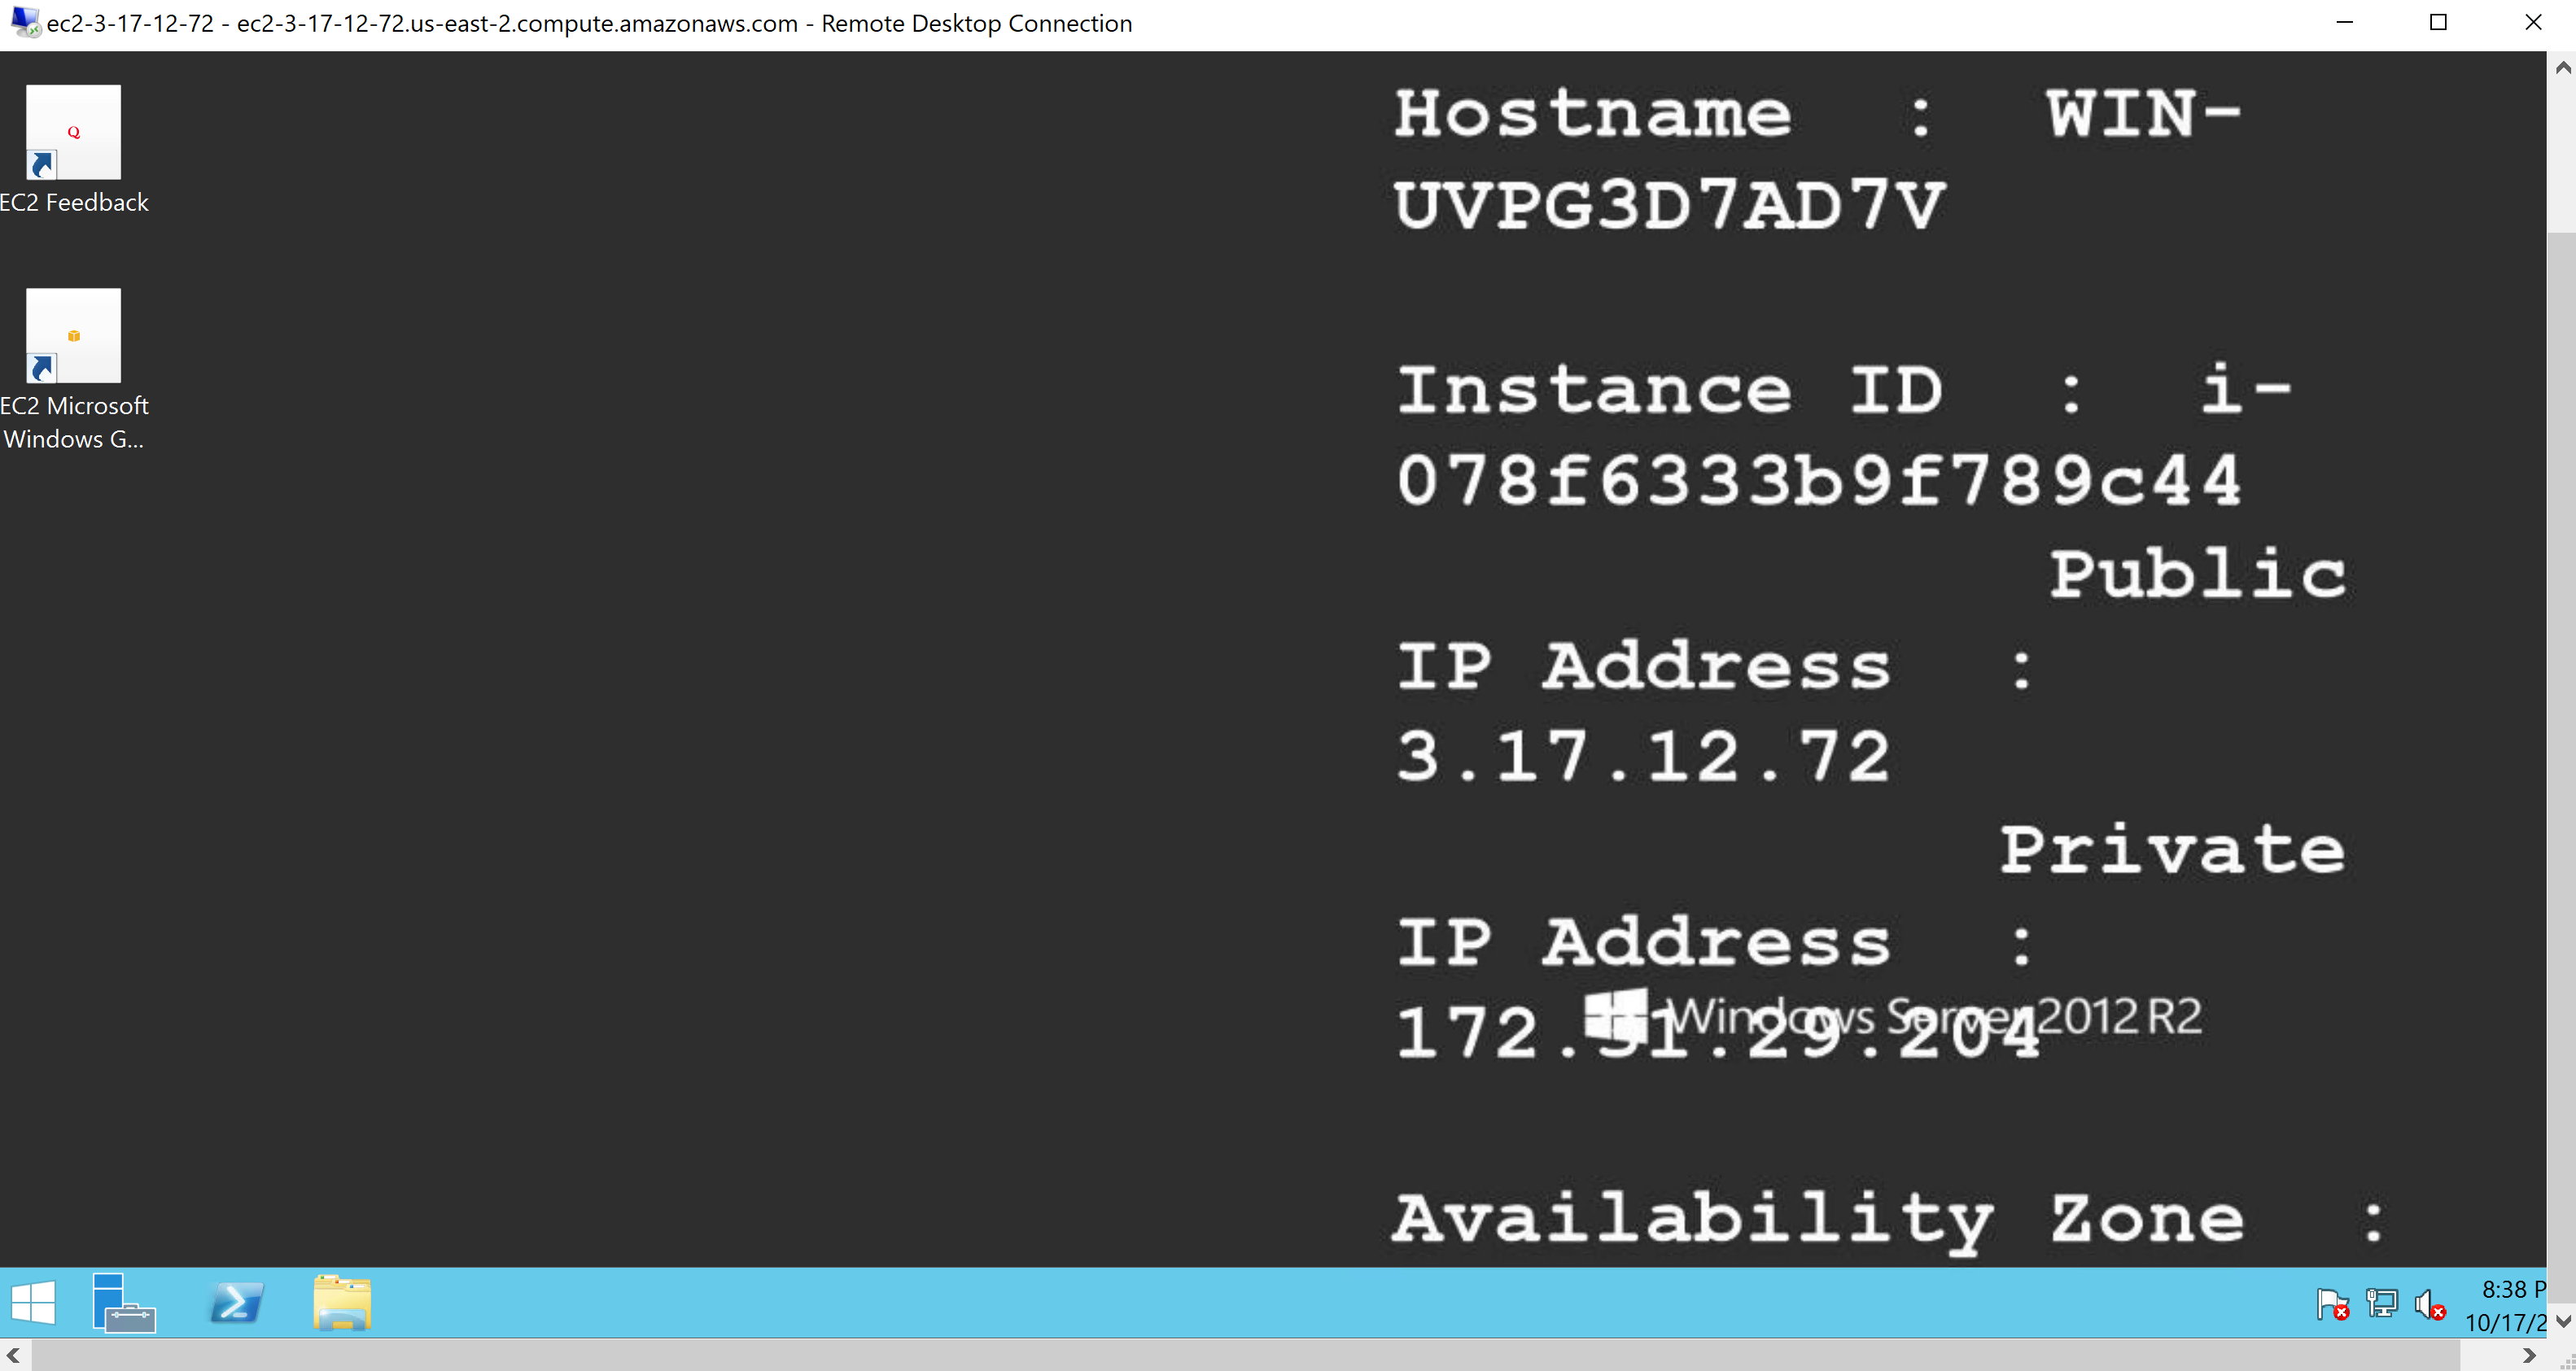 ec2-3-17-12-72 - ec2-3-17-12-72.us-east-2.compute.amazonaws.com - Remote Desktop Connection
EC2 Feedback
EC2 Microsoft
Windows G...
Hostname : WIN-
UVPG3D7AD7V
Instance ID : i-
078f6333b9f789c44
Public
IP Address :
3.17.12.72
Private
IP Address :
172.31.29.204
Windows Server 2012 R2
Availability Zone :
8:38 P
10/17/2